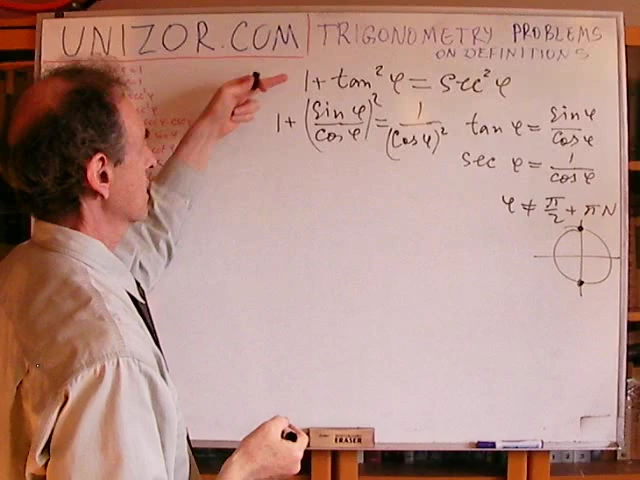 UNIZOR.COM | TRIGONOMETRY PROBLEMS
ON DEFINITIONS
1 + tan² φ = sec² φ
1 + (sin φ / cos φ)² = 1 / (cos φ)²
tan φ = sin φ / cos φ
sec φ = 1 / cos φ
φ ≠ π/2 + πN
ERASER